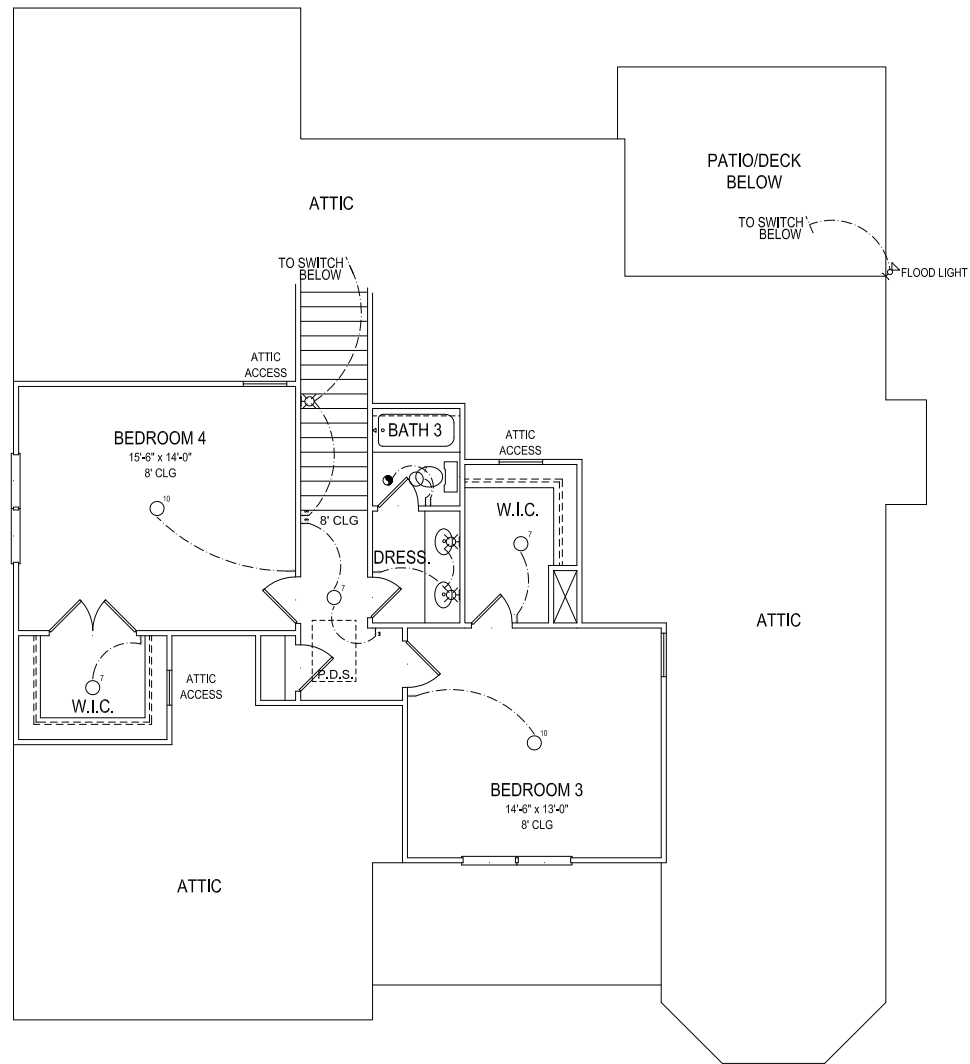 PATIO/DECK
BELOW
ATTIC
TO SWITCH
BELOW
TO SWITCH
BELOW
FLOOD LIGHT
ATTIC
ACCESS
BEDROOM 4
15'-6" x 14'-0"
8' CLG
BATH 3
ATTIC
ACCESS
10
W.I.C.
8' CLG
7
DRESS.
7
ATTIC
P.D.S.
7
W.I.C.
ATTIC
ACCESS
10
BEDROOM 3
14'-6" x 13'-0"
8' CLG
ATTIC